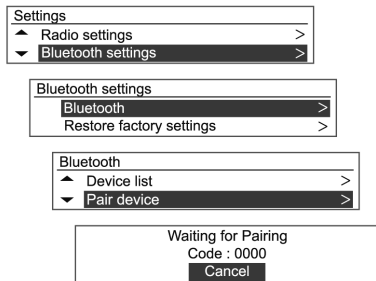 Settings
Radio settings >
Bluetooth settings >
Bluetooth settings
Bluetooth >
Restore factory settings >
Bluetooth
Device list >
Pair device >
Waiting for Pairing
Code : 0000
Cancel